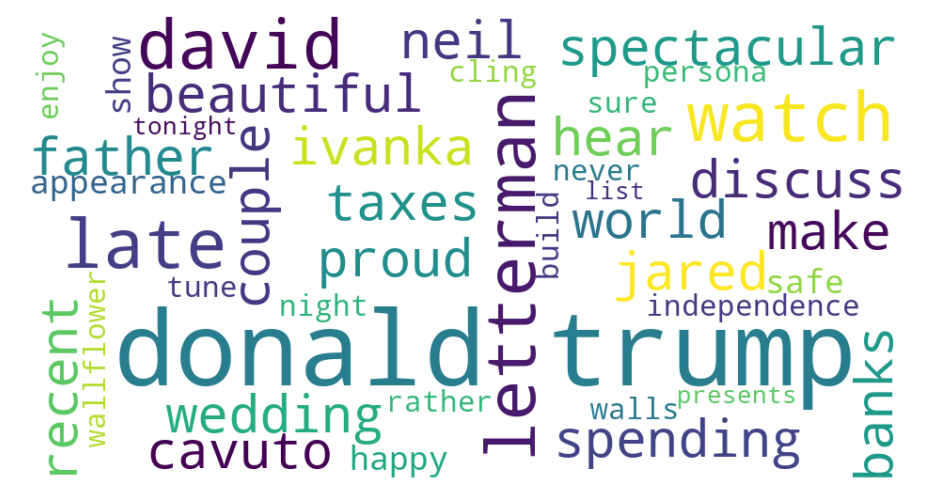 david
neil
spectacular
enjoy
show
beautiful
cling
persona
tonight
sure
watch
father
couple
ivanka
letterman
hear
appearance
never
list
discuss
taxes
late
build
world
make
proud
tune
jared
safe
recent
wallflower
night
independence
donald
trump
wedding
rather
walls
presents
banks
cavuto
happy
spending